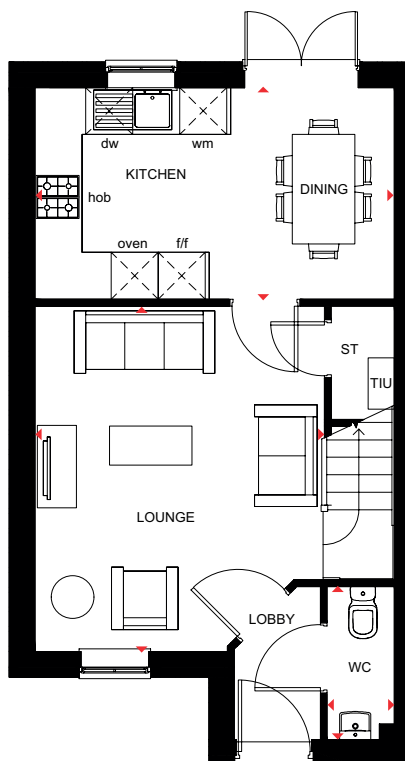 dw
wm
KITCHEN
DINING
hob
oven
f/f
ST
TIU
LOUNGE
LOBBY
WC